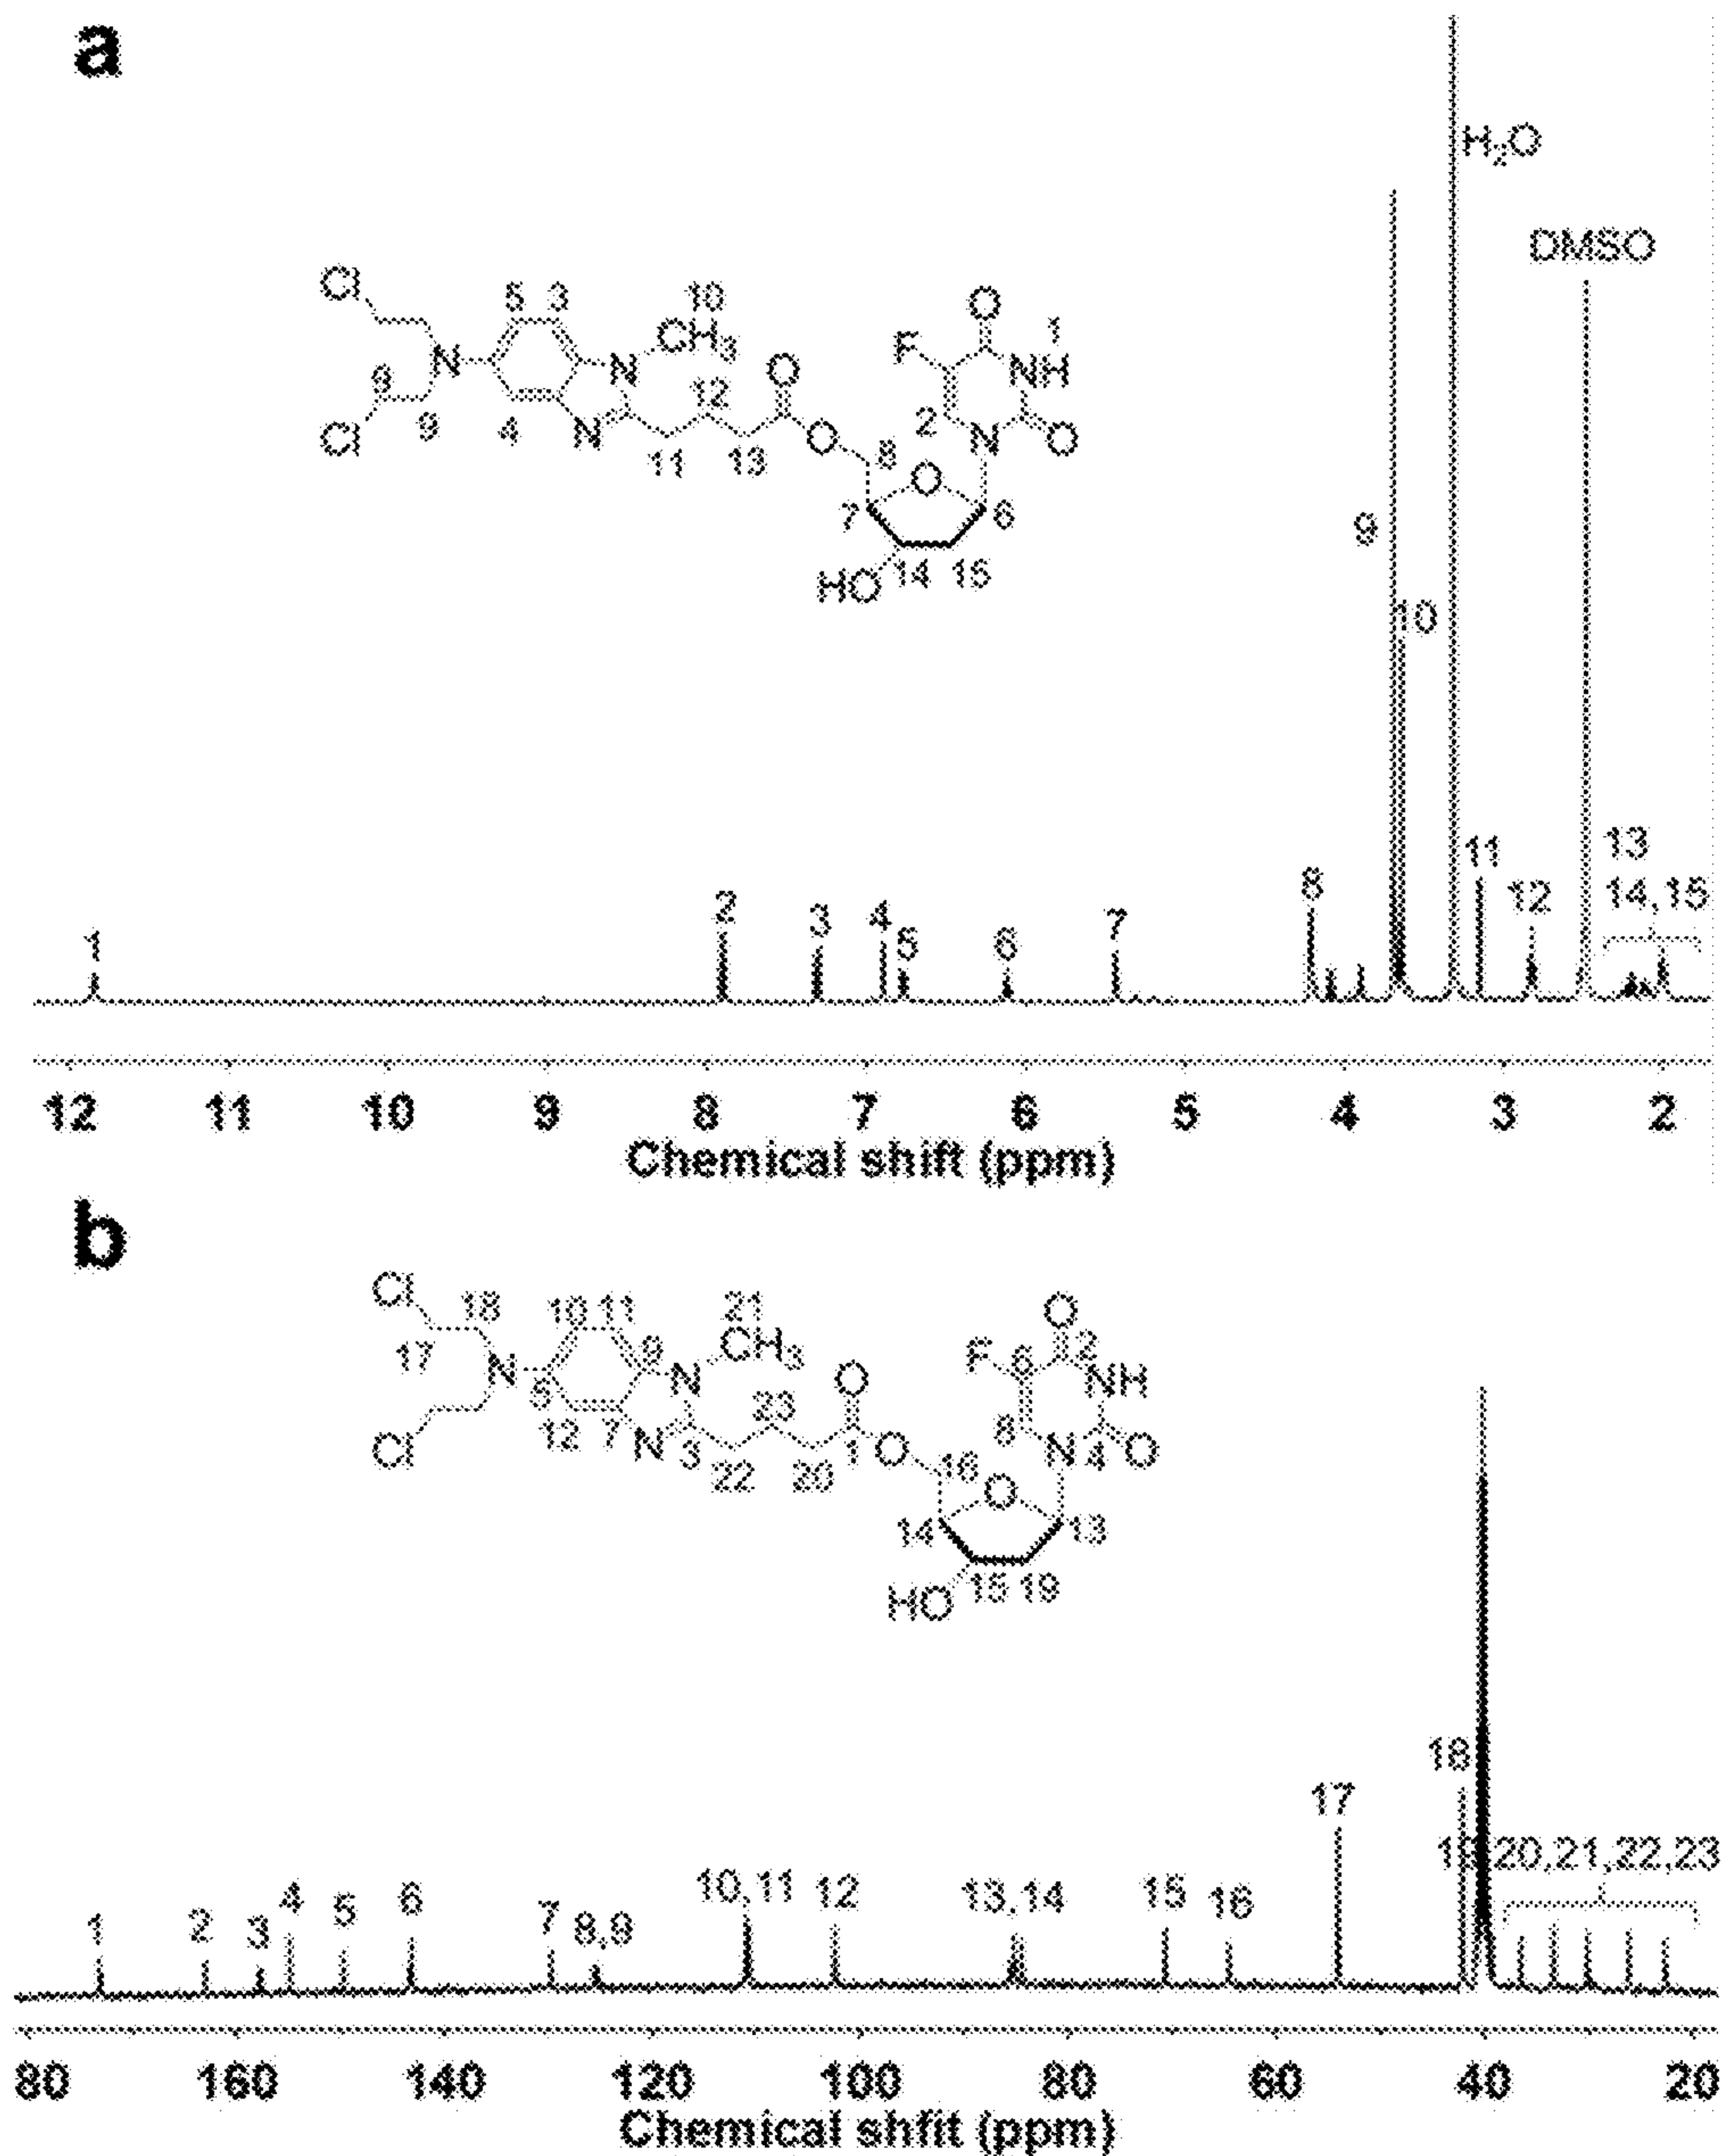 a
H2O
DMSO
Cl 5 3 10
CH3
N N
9 12 O
Cl 9 4 N 11 13 O
O
F 1
NH
2 N O
8
O
7 6
HO 14 15
9
10
11
13
8 12 14,15
1 2 3 4 5 6 7
12 11 10 9 8 7 6 5 4 3 2
Chemical shift (ppm)
b
Cl 18 10 11 21
CH3
17 N 9 N
5 23 O
Cl 12 7 N 3 22 20 1 O
O
F 6 2
NH
8 N 4 O
16
O
14 13
HO 15 19
18
17
20,21,22,23
1 2 3 4 5 6 7 8,9 10,11 12 13,14 15 16
80 160 140 120 100 80 60 40 20
Chemical shfit (ppm)